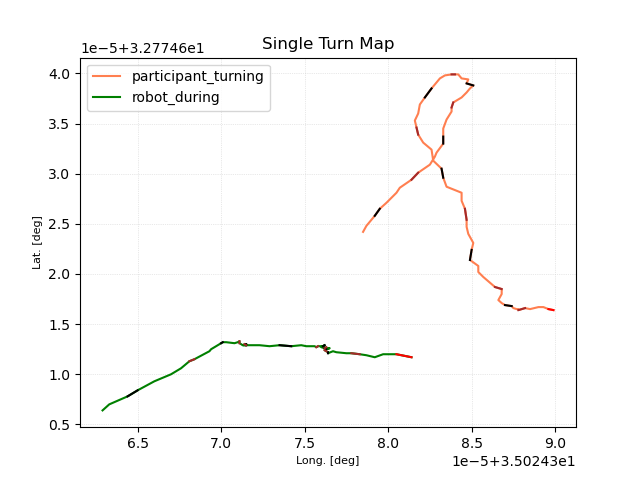 Single Turn Map
1e−5+3.27746e1
participant_turning
robot_during
4.0
3.5
3.0
2.5
2.0
1.5
1.0
0.5
Lat. [deg]
6.5 7.0 7.5 8.0 8.5 9.0
Long. [deg]
1e−5+3.50243e1